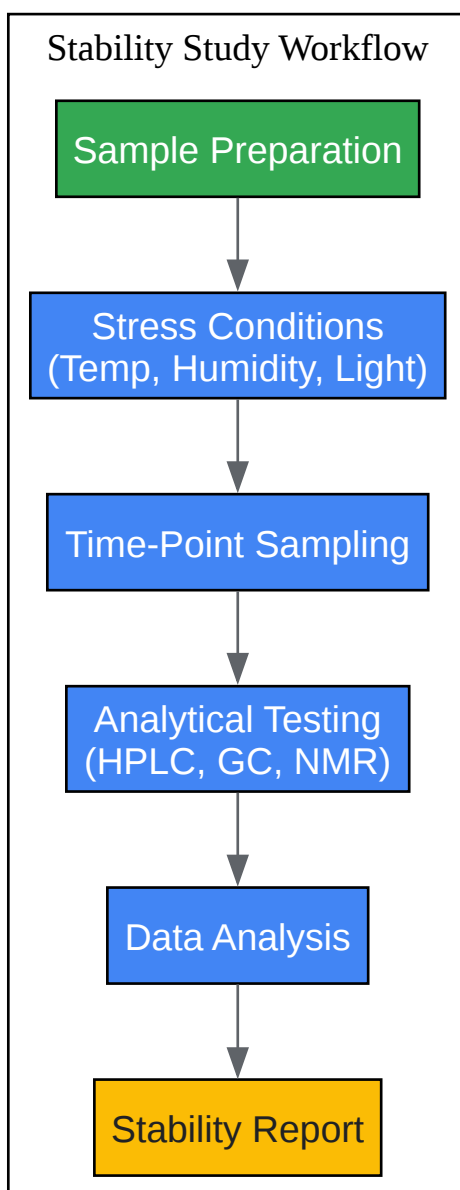 Stability Study Workflow
Sample Preparation
Stress Conditions
(Temp, Humidity, Light)
Time-Point Sampling
Analytical Testing
(HPLC, GC, NMR)
Data Analysis
Stability Report